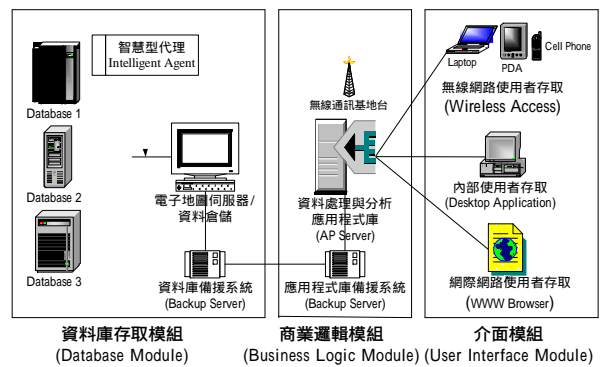 智慧型代理
Intelligent Agent
Database 1
Database 2
Database 3
電子地圖伺服器/
資料倉儲
資料庫備援系統
(Backup Server)
資料庫存取模組
(Database Module)
無線通訊基地台
資料處理與分析
應用程式庫
(AP Server)
應用程式庫備援系統
(Backup Server)
商業邏輯模組
(Business Logic Module)
Laptop
PDA
Cell Phone
無線網路使用者存取
(Wireless Access)
內部使用者存取
(Desktop Application)
網際網路使用者存取
(WWW Browser)
介面模組
(User Interface Module)